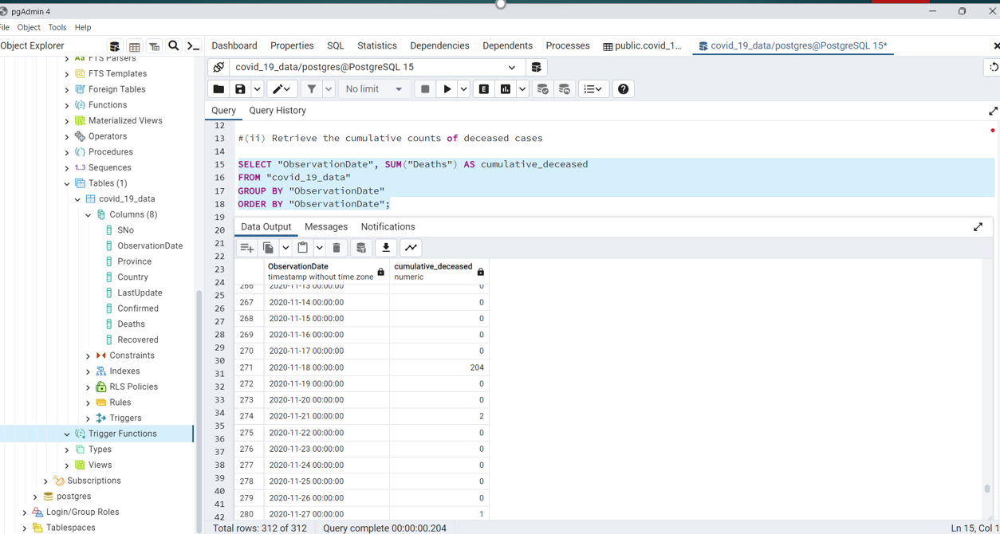 pgAdmin 4
ile Object Tools Help
Object Explorer
Dashboard Properties SQL Statistics Dependencies Dependents Processes public.covid_1... covid_19_data/postgres@PostgreSQL 15*
covid_19_data/postgres@PostgreSQL 15
No limit
Query Query History
FTS Parsers
FTS Templates
Foreign Tables
Functions
Materialized Views
Operators
Procedures
1..3 Sequences
Tables (1)
covid_19_data
Columns (8)
SNo
ObservationDate
Province
Country
LastUpdate
Confirmed
Deaths
Recovered
Constraints
Indexes
RLS Policies
Rules
Triggers
Trigger Functions
Types
Views
Subscriptions
postgres
Login/Group Roles
Tablespaces
12
13 #(ii) Retrieve the cumulative counts of deceased cases
14
15 SELECT "ObservationDate", SUM("Deaths") AS cumulative_deceased
16 FROM "covid_19_data"
17 GROUP BY "ObservationDate"
18 ORDER BY "ObservationDate";
19
20
21
22
23
24
25
26
27
28
29
30
31
32
33
34
35
36
37
38
39
40
41
42
Data Output Messages Notifications
ObservationDate cumulative_deceased
timestamp without time zone numeric
266 2020-11-13 00:00:00 0
267 2020-11-14 00:00:00 0
268 2020-11-15 00:00:00 0
269 2020-11-16 00:00:00 0
270 2020-11-17 00:00:00 0
271 2020-11-18 00:00:00 204
272 2020-11-19 00:00:00 0
273 2020-11-20 00:00:00 0
274 2020-11-21 00:00:00 2
275 2020-11-22 00:00:00 0
276 2020-11-23 00:00:00 0
277 2020-11-24 00:00:00 0
278 2020-11-25 00:00:00 0
279 2020-11-26 00:00:00 0
280 2020-11-27 00:00:00 1
Total rows: 312 of 312 Query complete 00:00:00.204 Ln 15, Col 1